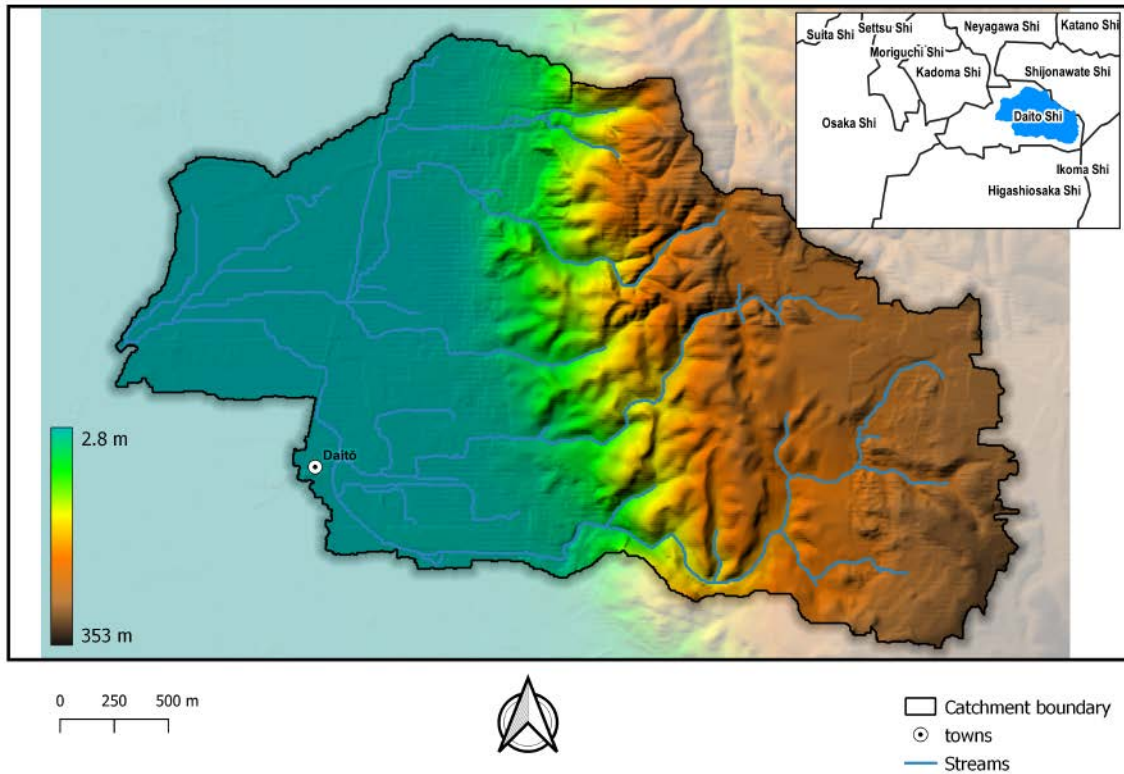 Suita Shi
Settsu Shi
Neyagawa Shi
Katano Shi
Moriguchi Shi
Kadoma Shi
Shijonawate Shi
Osaka Shi
Daito Shi
Ikoma Shi
Higashiosaka Shi
2.8 m
Daitō
353 m
0 250 500 m
Catchment boundary
towns
Streams